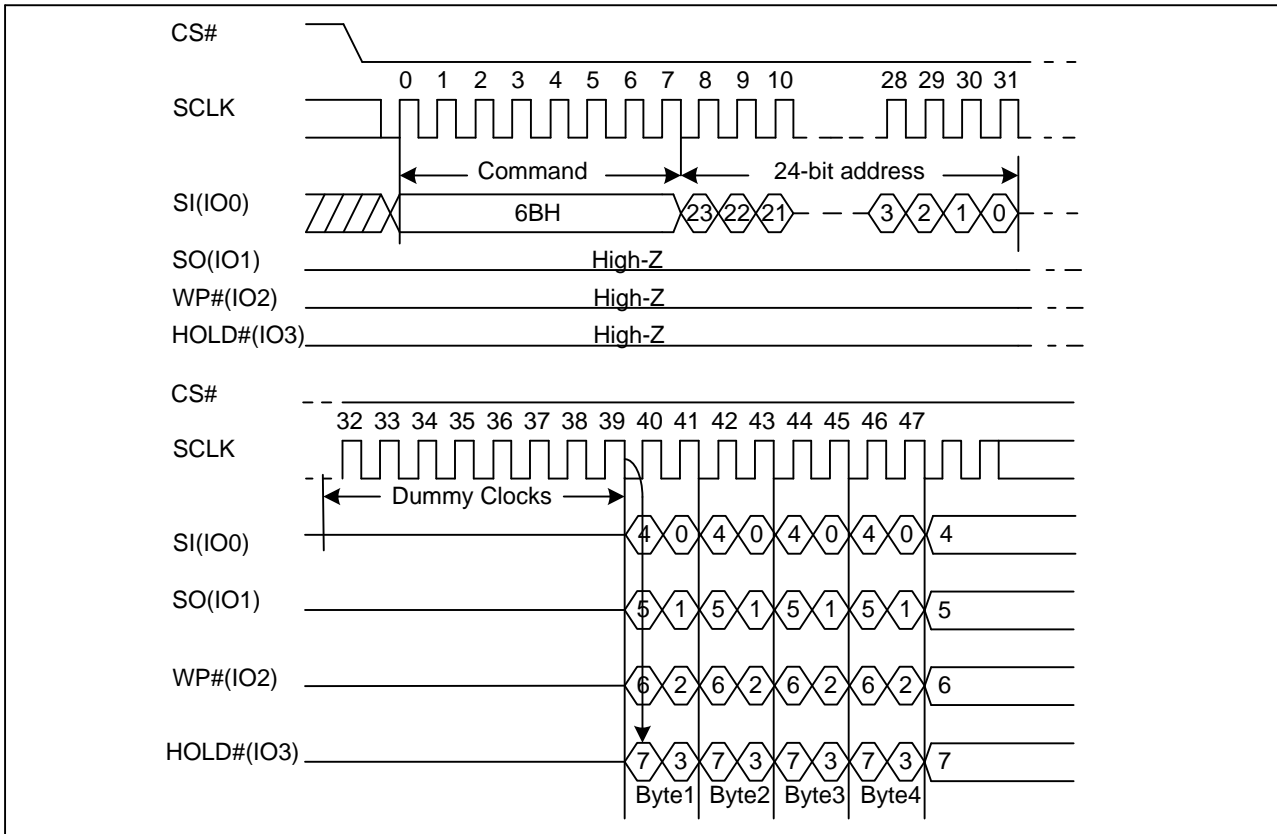 CS#
0 1 2 3 4 5 6 7 8 9 10 28 29 30 31
SCLK
Command 24-bit address
SI(IO0) 6BH 23 22 21 3 2 1 0
SO(IO1) High-Z
WP#(IO2) High-Z
HOLD#(IO3) High-Z
CS#
32 33 34 35 36 37 38 39 40 41 42 43 44 45 46 47
SCLK
Dummy Clocks
SI(IO0) 4 0 4 0 4 0 4 0 4
SO(IO1) 5 1 5 1 5 1 5 1 5
WP#(IO2) 6 2 6 2 6 2 6 2 6
HOLD#(IO3) 7 3 7 3 7 3 7 3 7
Byte1 Byte2 Byte3 Byte4